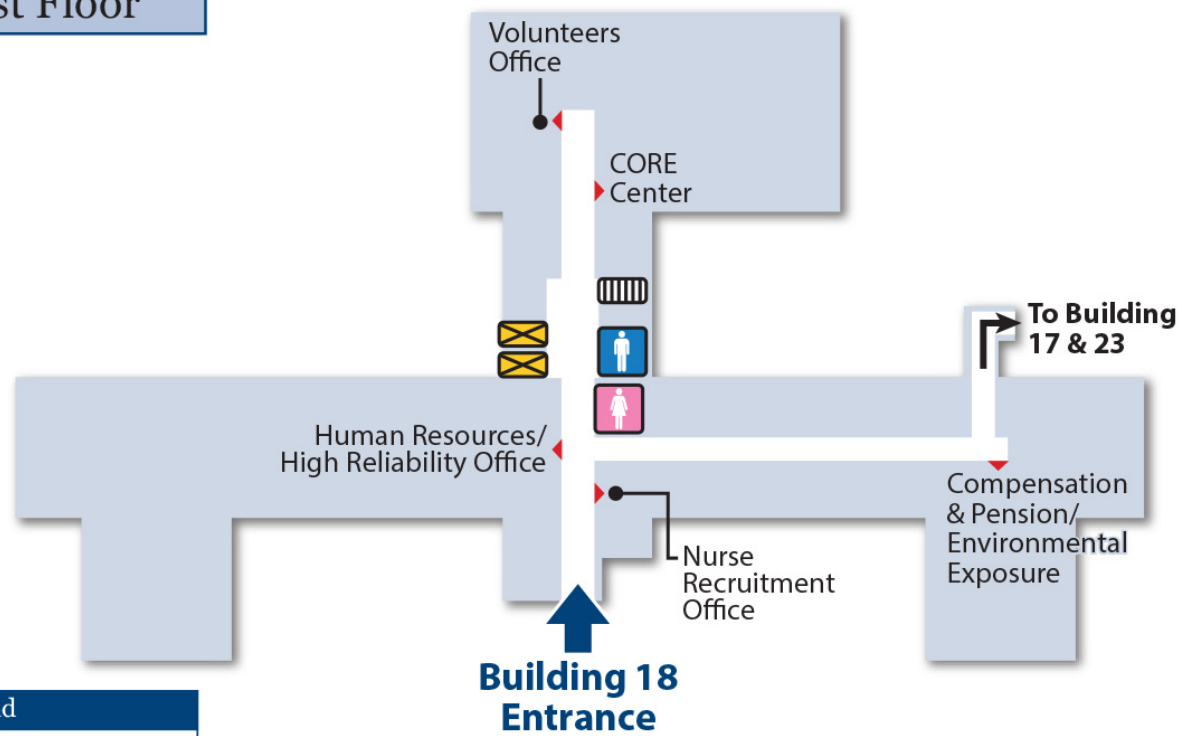 st Floor
Volunteers
Office
CORE
Center
To Building
17 & 23
Human Resources/
High Reliability Office
Compensation
& Pension/
Environmental
Exposure
Nurse
Recruitment
Office
Building 18
Entrance
d